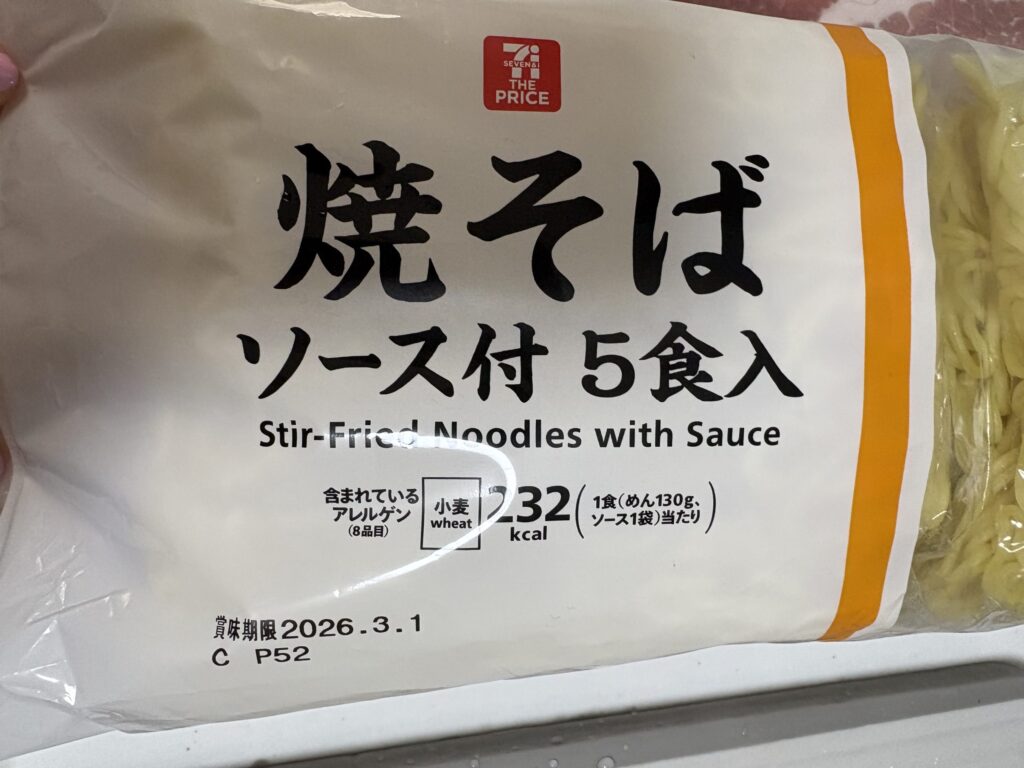 SEVEN&i
THE
PRICE
焼そば
ソース付 5食入
Stir-Fried Noodles with Sauce
含まれている
アレルゲン
(8品目)
小麦
wheat
232
kcal
1食(めん130g、
ソース1袋)当たり
賞味期限2026.3.1
C P52